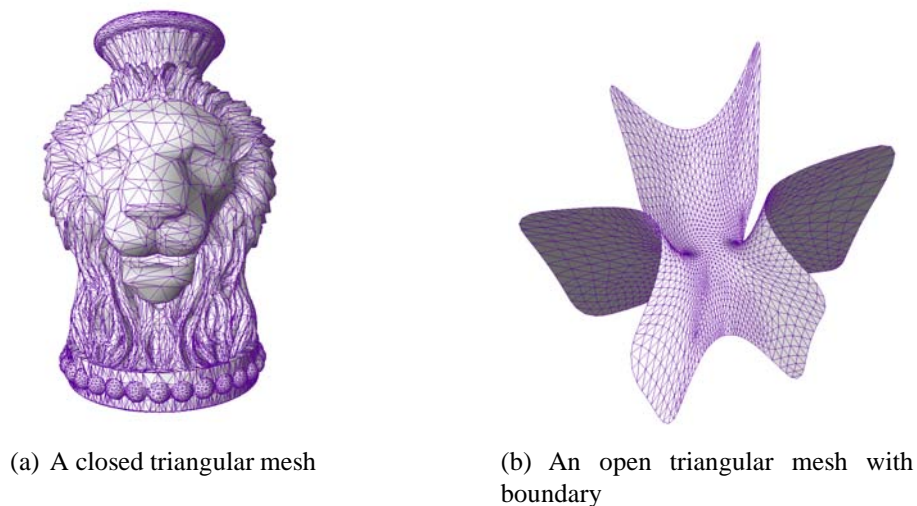 (a) A closed triangular mesh
(b) An open triangular mesh with
boundary